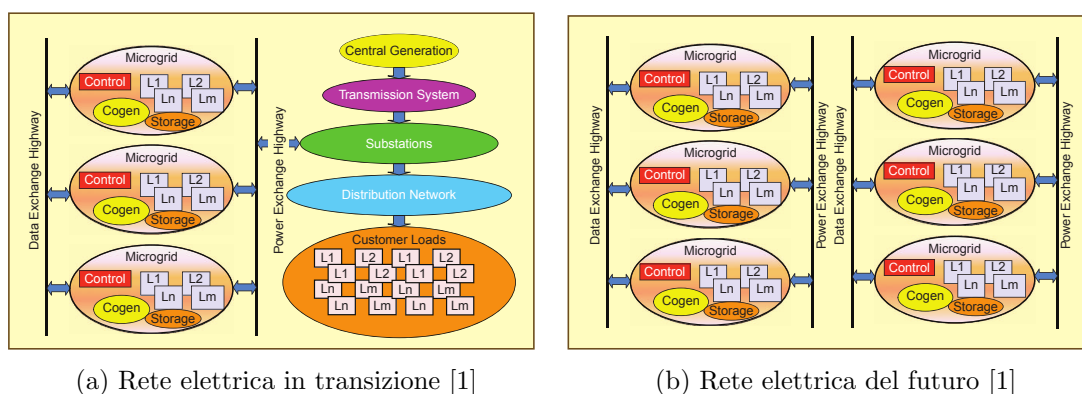 Data Exchange Highway
Microgrid
Control
L1
L2
Ln
Lm
Cogen
Storage
Microgrid
Control
L1
L2
Ln
Lm
Cogen
Storage
Microgrid
Control
L1
L2
Ln
Lm
Cogen
Storage
Power Exchange Highway
Central Generation
Transmission System
Substations
Distribution Network
Customer Loads
L1 L2 L1 L2
L1 L2 L1 L2
Ln Lm Ln Lm
Ln Lm Ln Lm
(a) Rete elettrica in transizione [1]
Data Exchange Highway
Microgrid
Control
L1
L2
Ln
Lm
Cogen
Storage
Microgrid
Control
L1
L2
Ln
Lm
Cogen
Storage
Microgrid
Control
L1
L2
Ln
Lm
Cogen
Storage
Power Exchange Highway
Data Exchange Highway
Microgrid
Control
L1
L2
Ln
Lm
Cogen
Storage
Microgrid
Control
L1
L2
Ln
Lm
Cogen
Storage
Microgrid
Control
L1
L2
Ln
Lm
Cogen
Storage
Power Exchange Highway
(b) Rete elettrica del futuro [1]